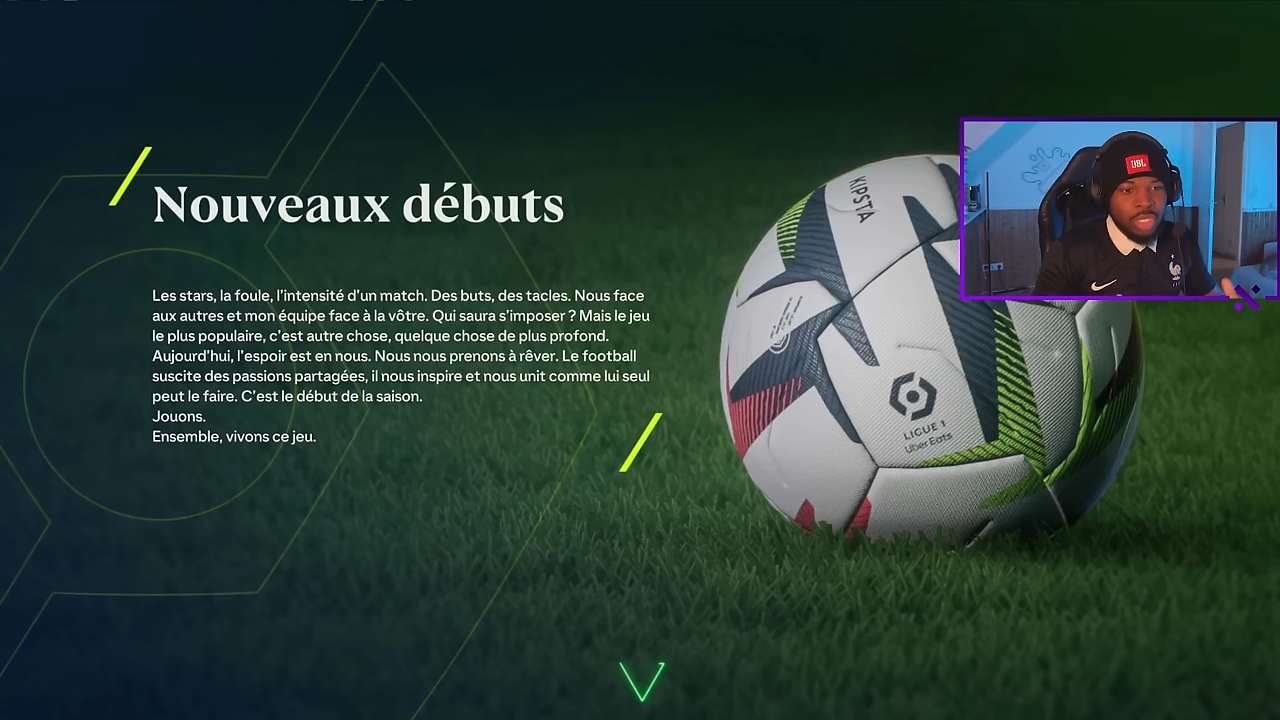 Nouveaux débuts
Les stars, la foule, l'intensité d'un match. Des buts, des tacles. Nous face
aux autres et mon équipe face à la vôtre. Qui saura s'imposer ? Mais le jeu
le plus populaire, c'est autre chose, quelque chose de plus profond.
Aujourd'hui, l'espoir est en nous. Nous nous prenons à rêver. Le football
suscite des passions partagées, il nous inspire et nous unit comme lui seul
peut le faire. C'est le début de la saison.
Jouons.
Ensemble, vivons ce jeu.
KIPSTA
LIGUE 1
Uber Eats
UBL